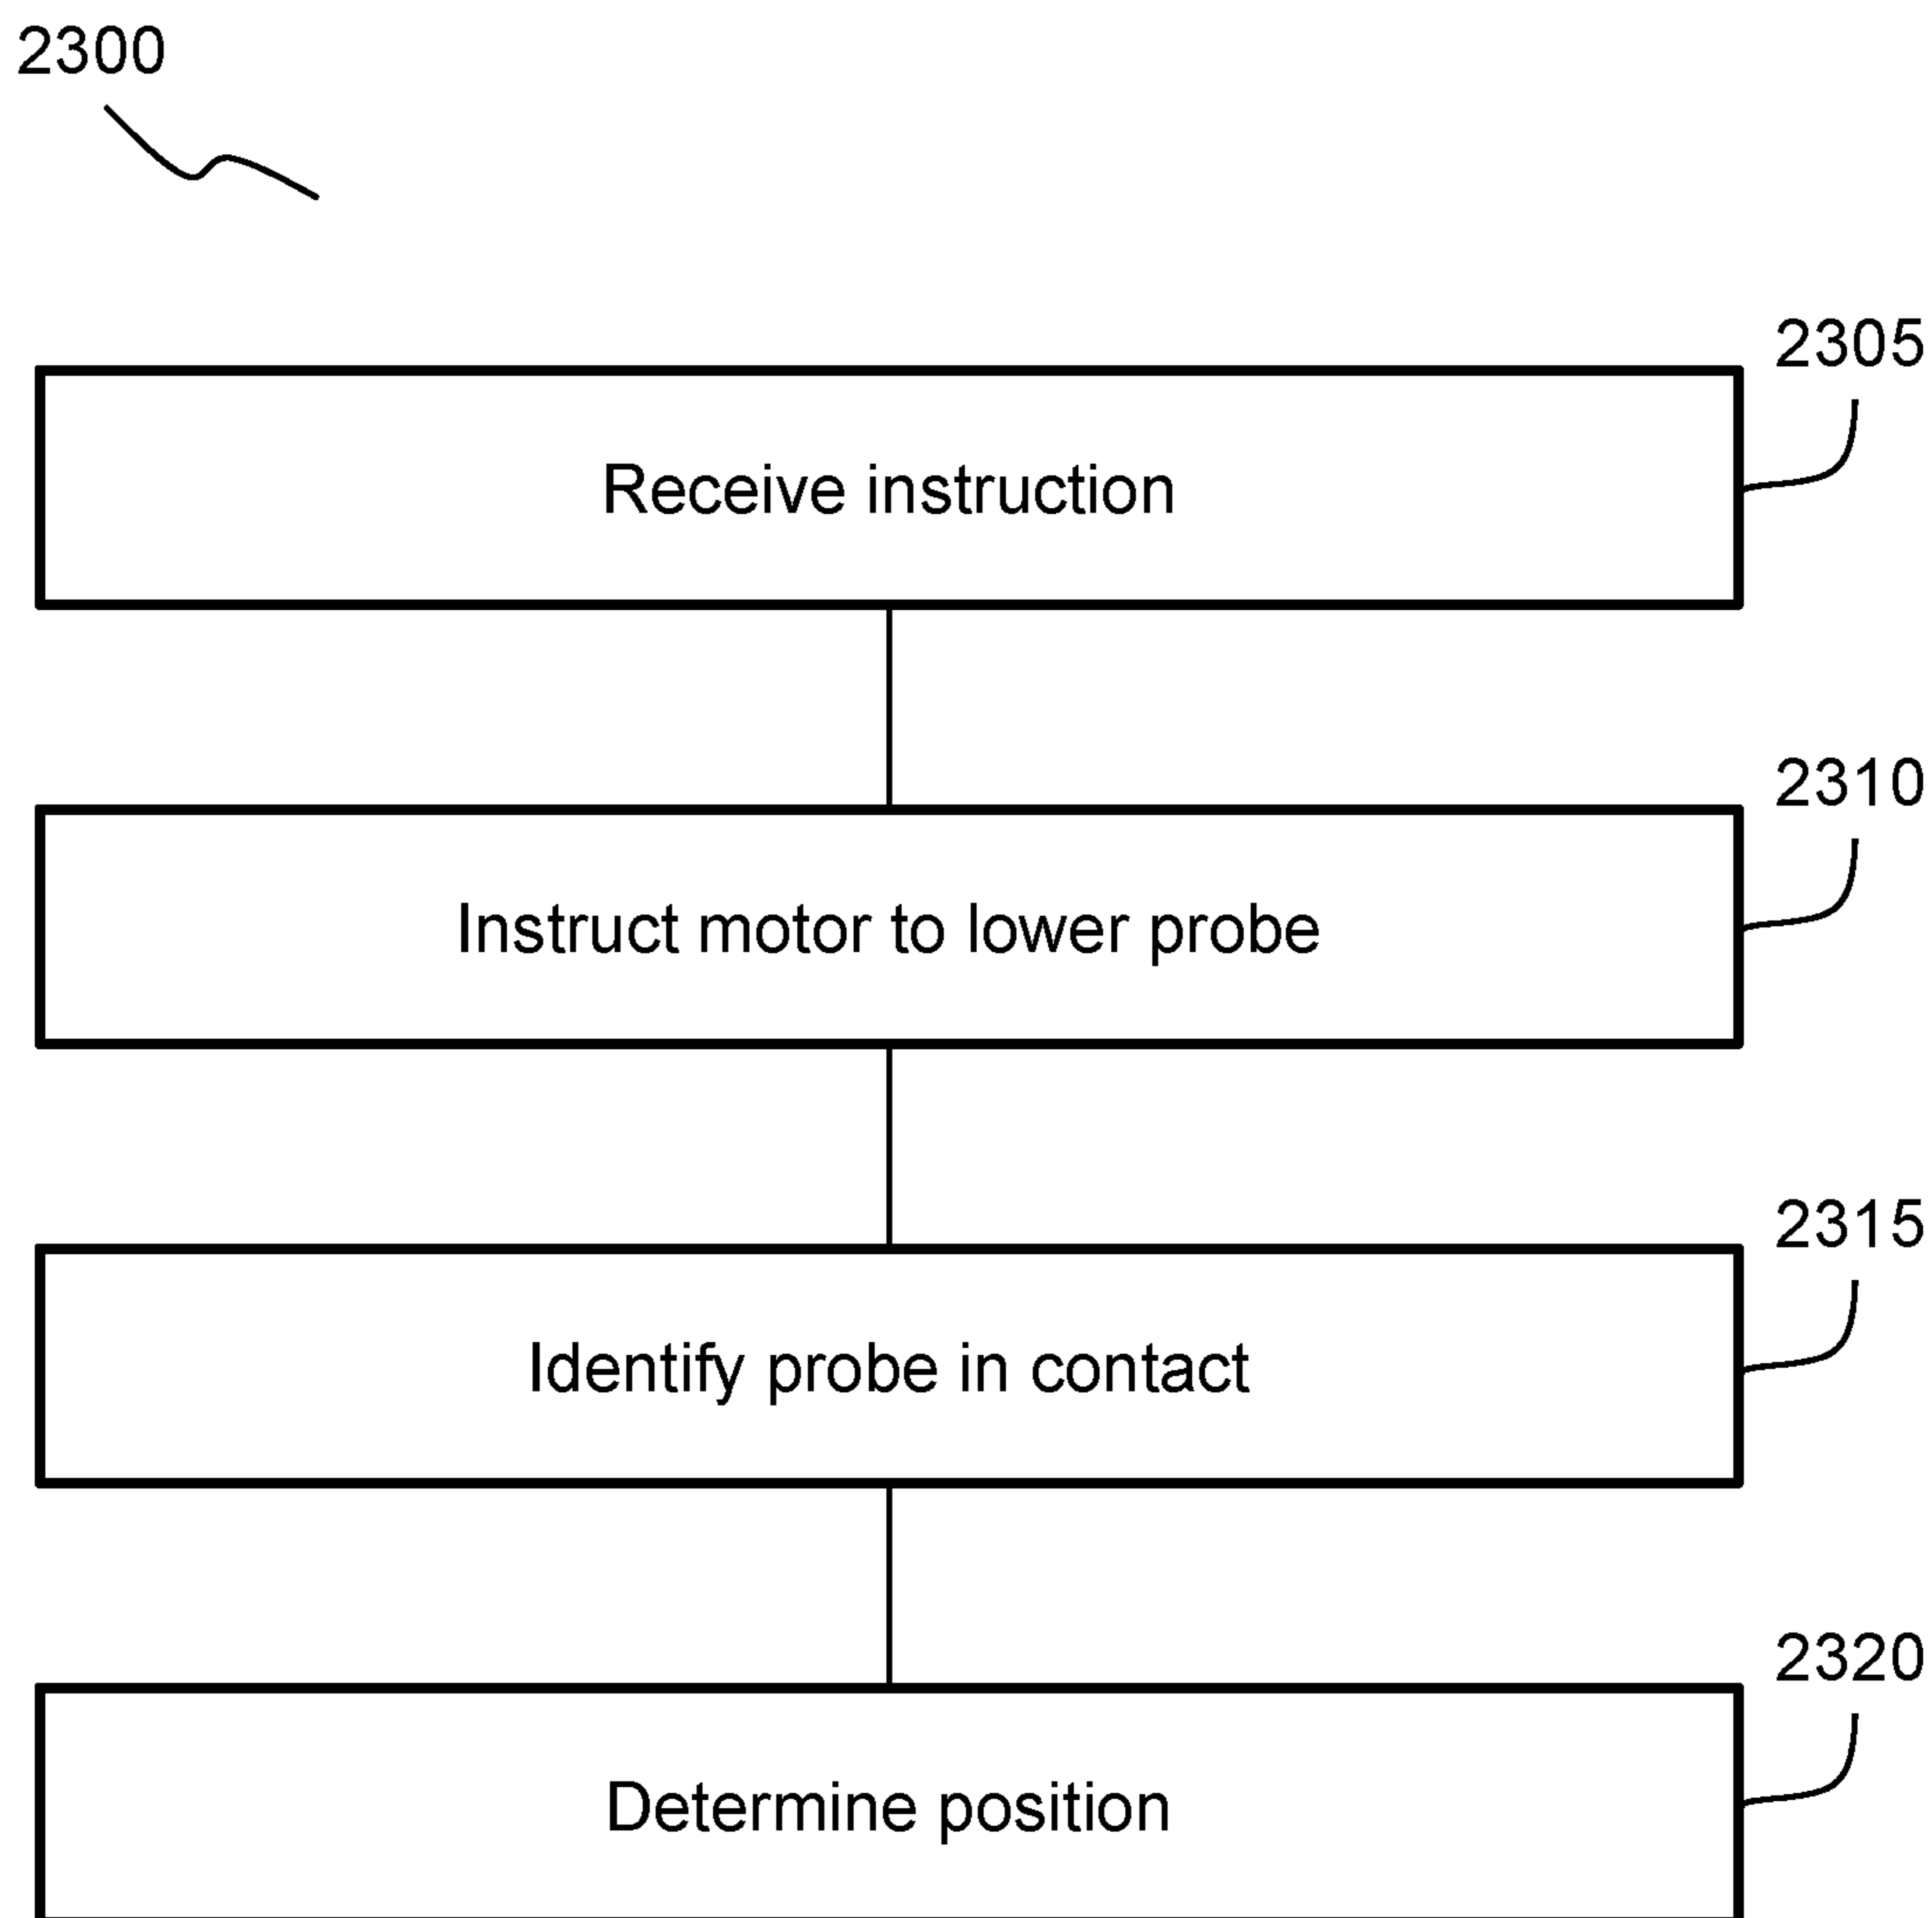 2300
2305
Receive instruction
2310
Instruct motor to lower probe
2315
Identify probe in contact
2320
Determine position